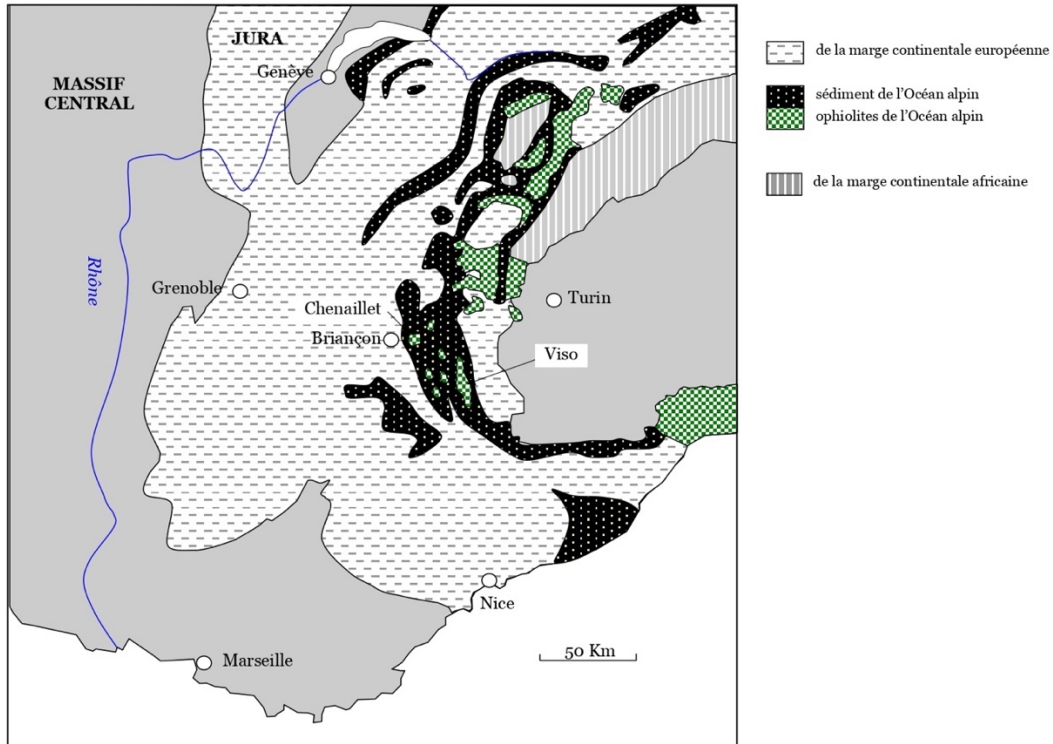 JURA
MASSIF
CENTRAL
Genève
Rhône
Grenoble
Chenaillet
Briançon
Turin
Viso
Nice
Marseille
50 Km
de la marge continentale européenne
sédiment de l'Océan alpin
ophiolites de l'Océan alpin
de la marge continentale africaine